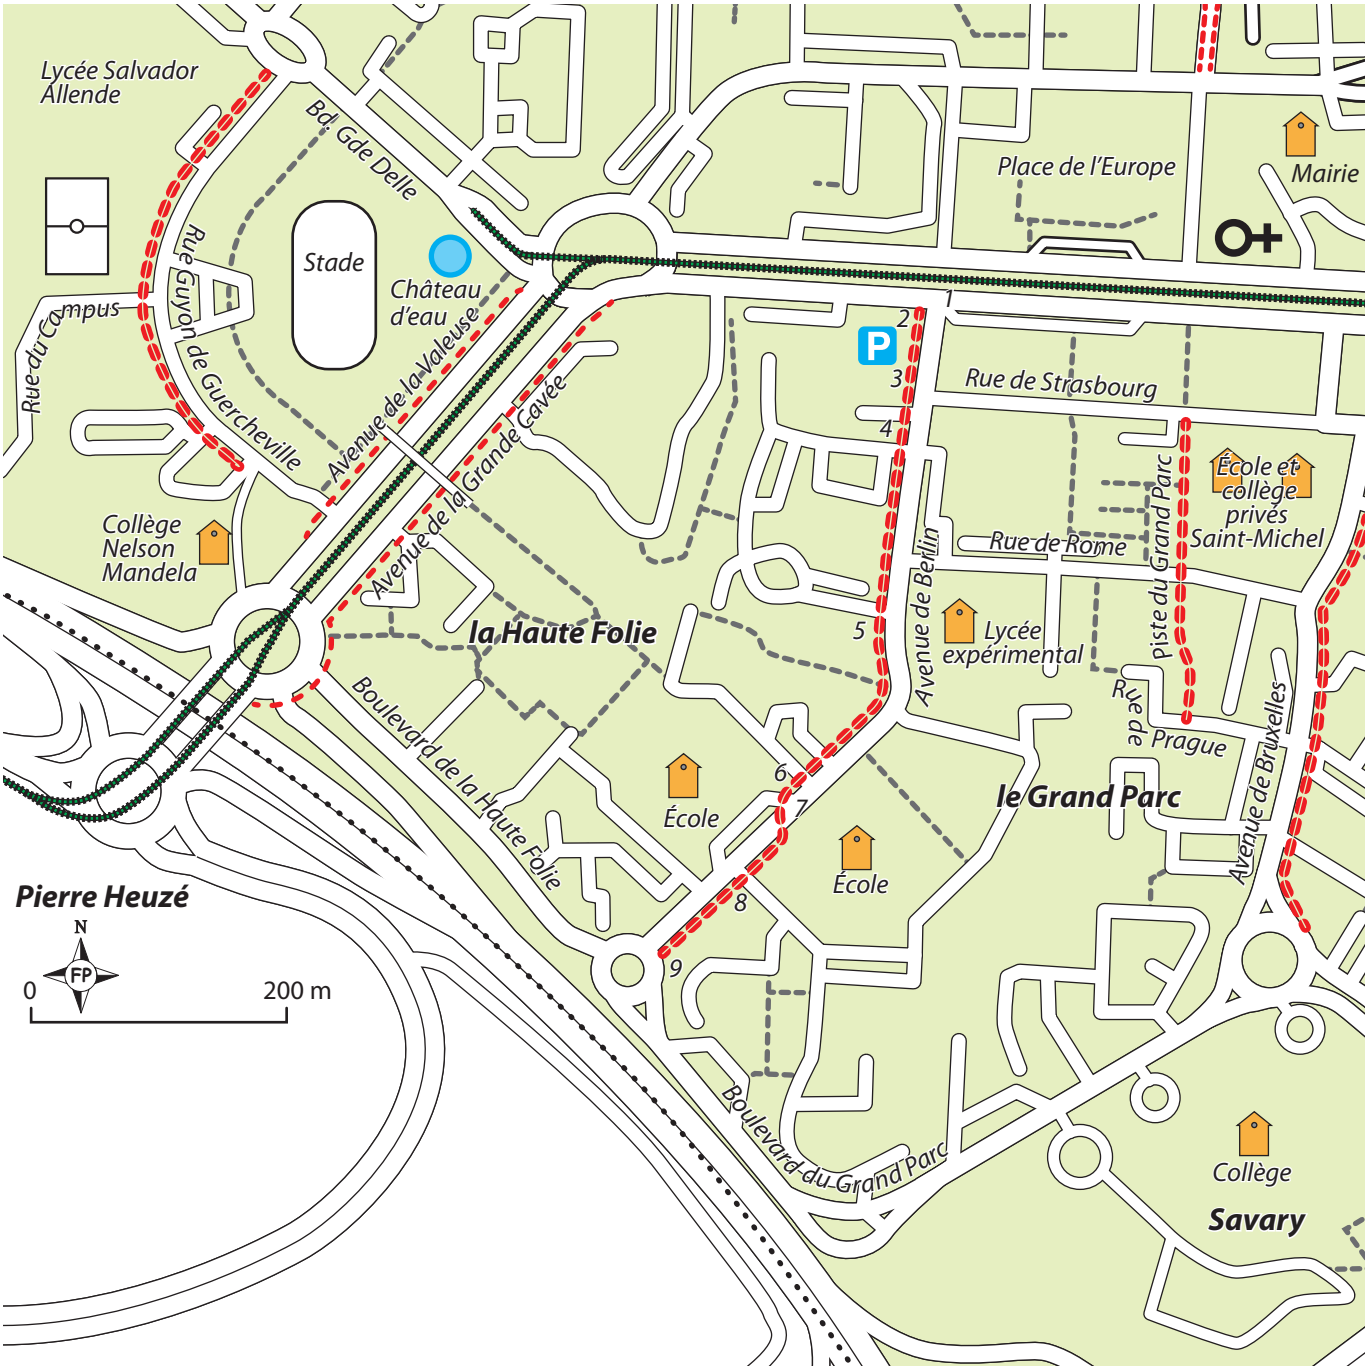 Lycée Salvador
Allende
Bd. Gde Delle
Place de l'Europe
Mairie
Stade
Château
d'eau
Rue Guyon de Guercheville
Rue du Campus
Avenue de la Valeuse
Avenue de la Grande Cavée
1
2
P
3
4
Rue de Strasbourg
École et
collège
privés
Saint-Michel
Piste du Grand Parc
Collège
Nelson
Mandela
Rue de Rome
Avenue de Berlin
la Haute Folie
5
Lycée
expérimental
Rue de Prague
Avenue de Bruxelles
Boulevard de la Haute Folie
6
7
École
le Grand Parc
École
8
9
Pierre Heuzé
N
FP
0
200 m
Boulevard du Grand Parc
Collège
Savary